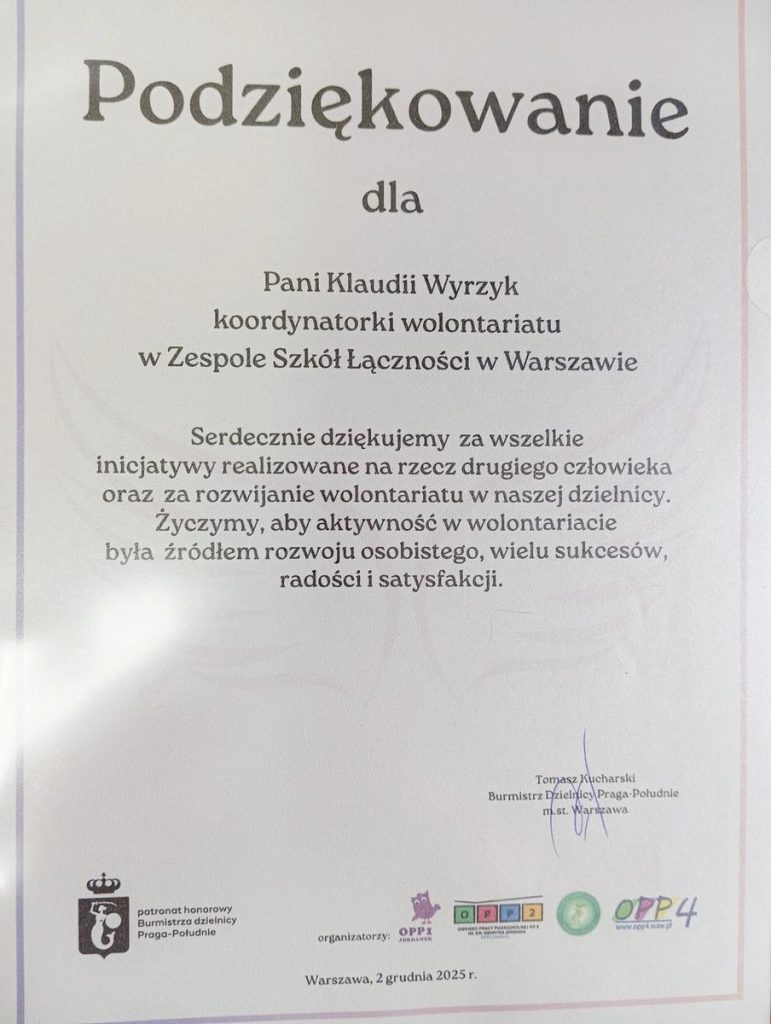 Podziękowanie
dla
Pani Klaudii Wyrzyk
koordynatorki wolontariatu
w Zespole Szkół Łączności w Warszawie
Serdecznie dziękujemy za wszelkie
inicjatywy realizowane na rzecz drugiego człowieka
oraz za rozwijanie wolontariatu w naszej dzielnicy.
Życzymy, aby aktywność w wolontariacie
była źródłem rozwoju osobistego, wielu sukcesów,
radości i satysfakcji.
Tomasz Kucharski
Burmistrz Dzielnicy Praga-Południe
m.st. Warszawa
patronat honorowy
Burmistrza dzielnicy
Praga-Południe
organizatorzy:
OPP1
JORDANEK
OPP2
OPP4
www.opp4.waw.pl
Warszawa, 2 grudnia 2025 r.